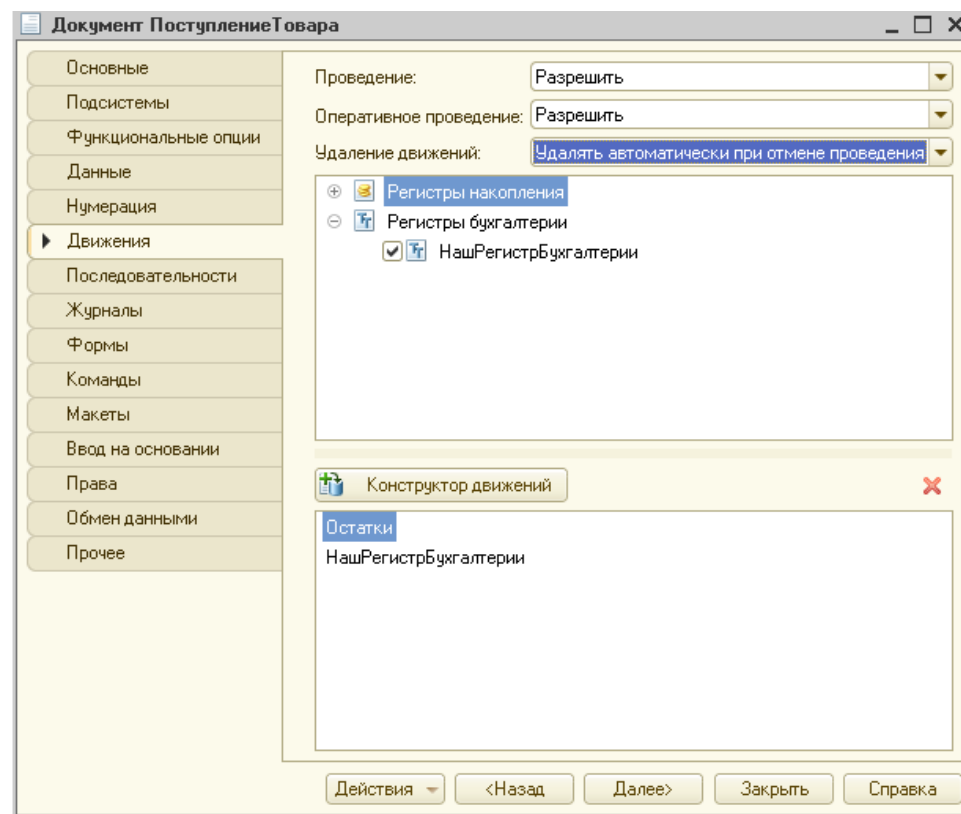 Документ ПоступлениеТовара
Основные
Подсистемы
Функциональные опции
Данные
Нумерация
Движения
Последовательности
Журналы
Формы
Команды
Макеты
Ввод на основании
Права
Обмен данными
Прочее
Проведение: Разрешить
Оперативное проведение: Разрешить
Удаление движений: Удалять автоматически при отмене проведения
Регистры накопления
Регистры бухгалтерии
НашРегистрБухгалтерии
Конструктор движений
Остатки
НашРегистрБухгалтерии
Действия <Назад Далее> Закрыть Справка